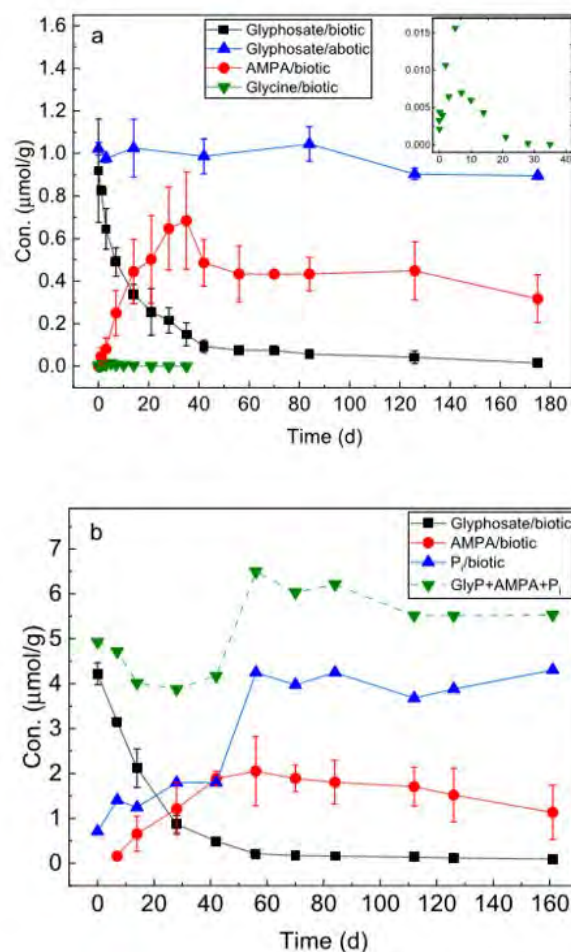 a
Glyphosate/biotic
Glyphosate/abotic
AMPA/biotic
Glycine/biotic
0.015
0.010
0.005
0.000
0 10 20 30 40
1.8
1.6
1.4
1.2
1.0
0.8
0.6
0.4
0.2
0.0
Con. (μmol/g)
0 20 40 60 80 100 120 140 160 180
Time (d)
b
Glyphosate/biotic
AMPA/biotic
Pi/biotic
GlyP+AMPA+Pi
7
6
5
4
3
2
1
0
Con. (μmol/g)
0 20 40 60 80 100 120 140 160
Time (d)